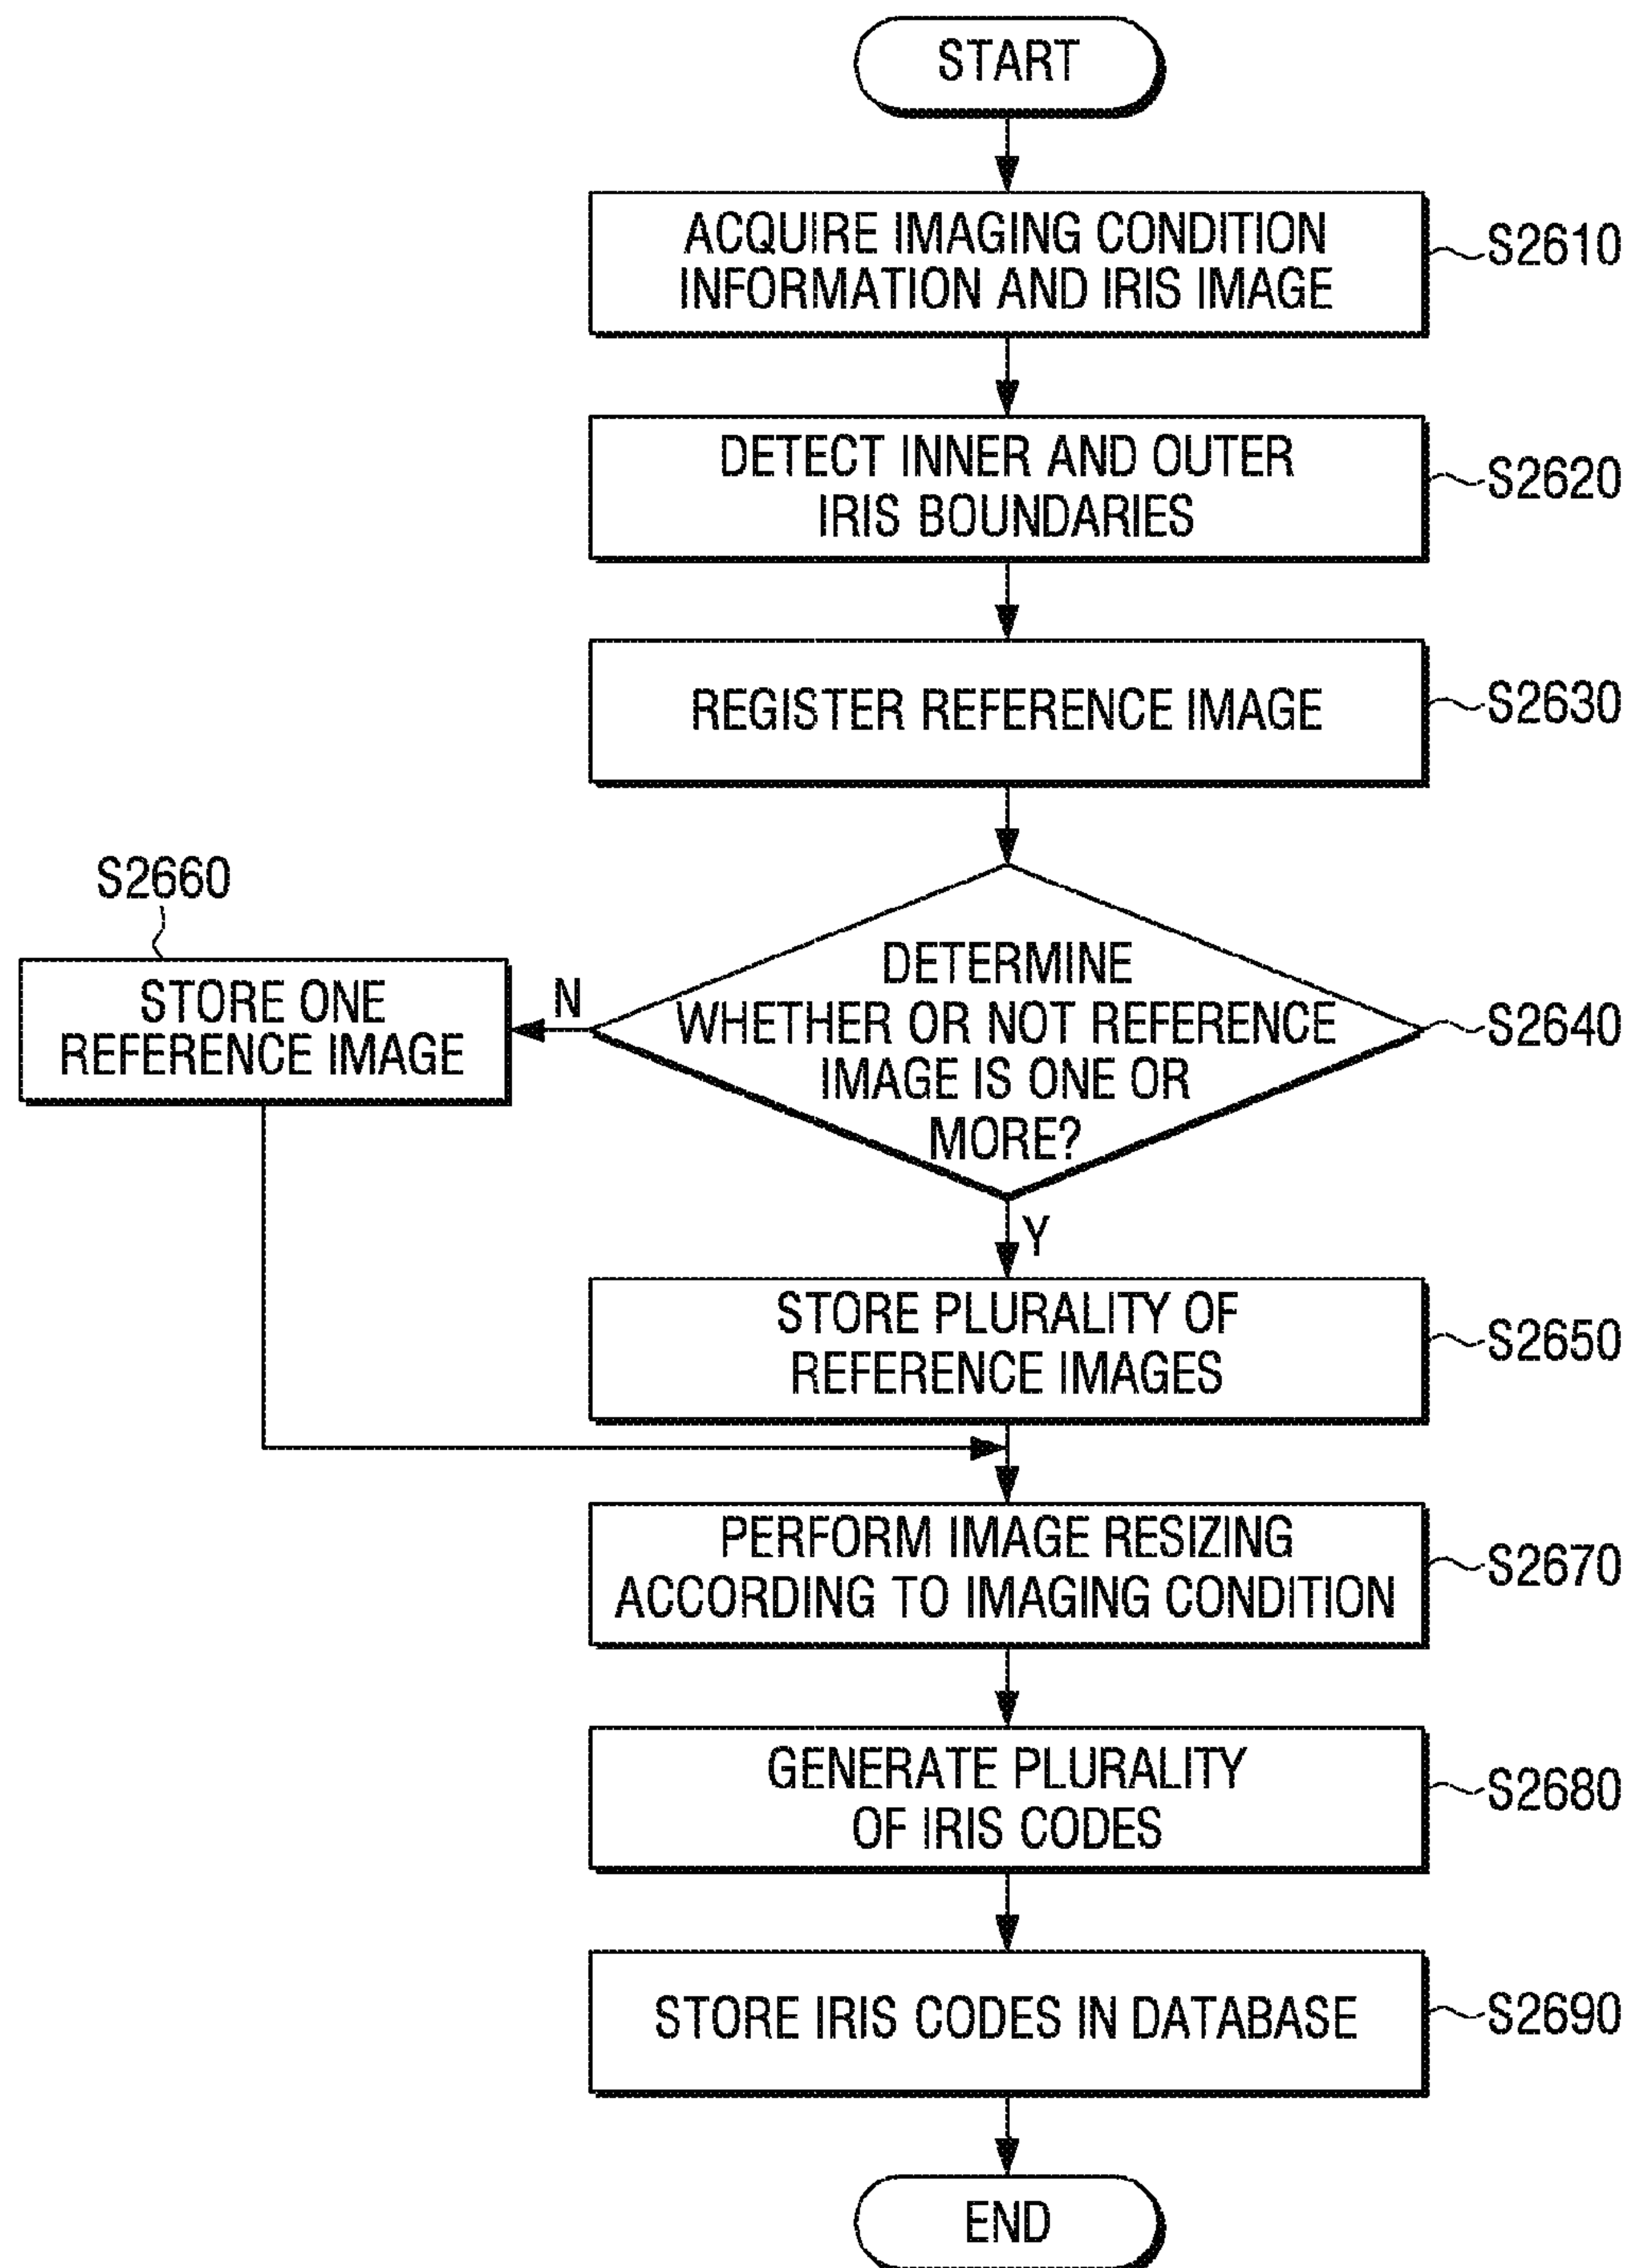 START
ACQUIRE IMAGING CONDITION
INFORMATION AND IRIS IMAGE
S2610
DETECT INNER AND OUTER
IRIS BOUNDARIES
S2620
REGISTER REFERENCE IMAGE
S2630
S2660
STORE ONE
REFERENCE IMAGE
N
DETERMINE
WHETHER OR NOT REFERENCE
IMAGE IS ONE OR
MORE?
S2640
Y
STORE PLURALITY OF
REFERENCE IMAGES
S2650
PERFORM IMAGE RESIZING
ACCORDING TO IMAGING CONDITION
S2670
GENERATE PLURALITY
OF IRIS CODES
S2680
STORE IRIS CODES IN DATABASE
S2690
END